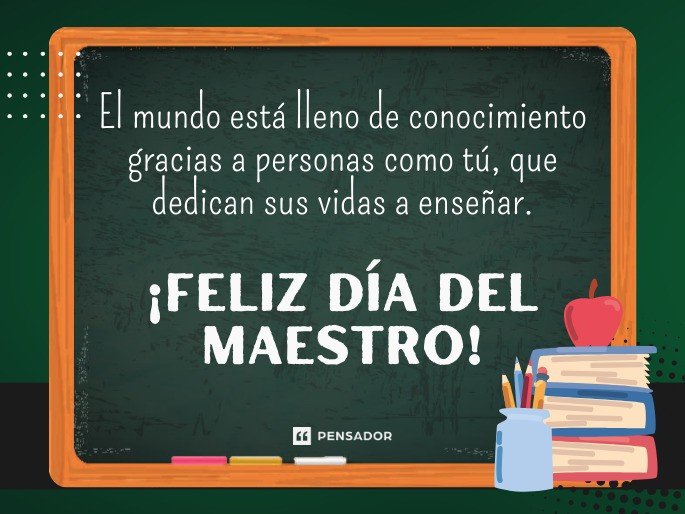 El mundo está lleno de conocimiento
gracias a personas como tú, que
dedican sus vidas a enseñar.
¡FELIZ DÍA DEL
MAESTRO!
PENSADOR